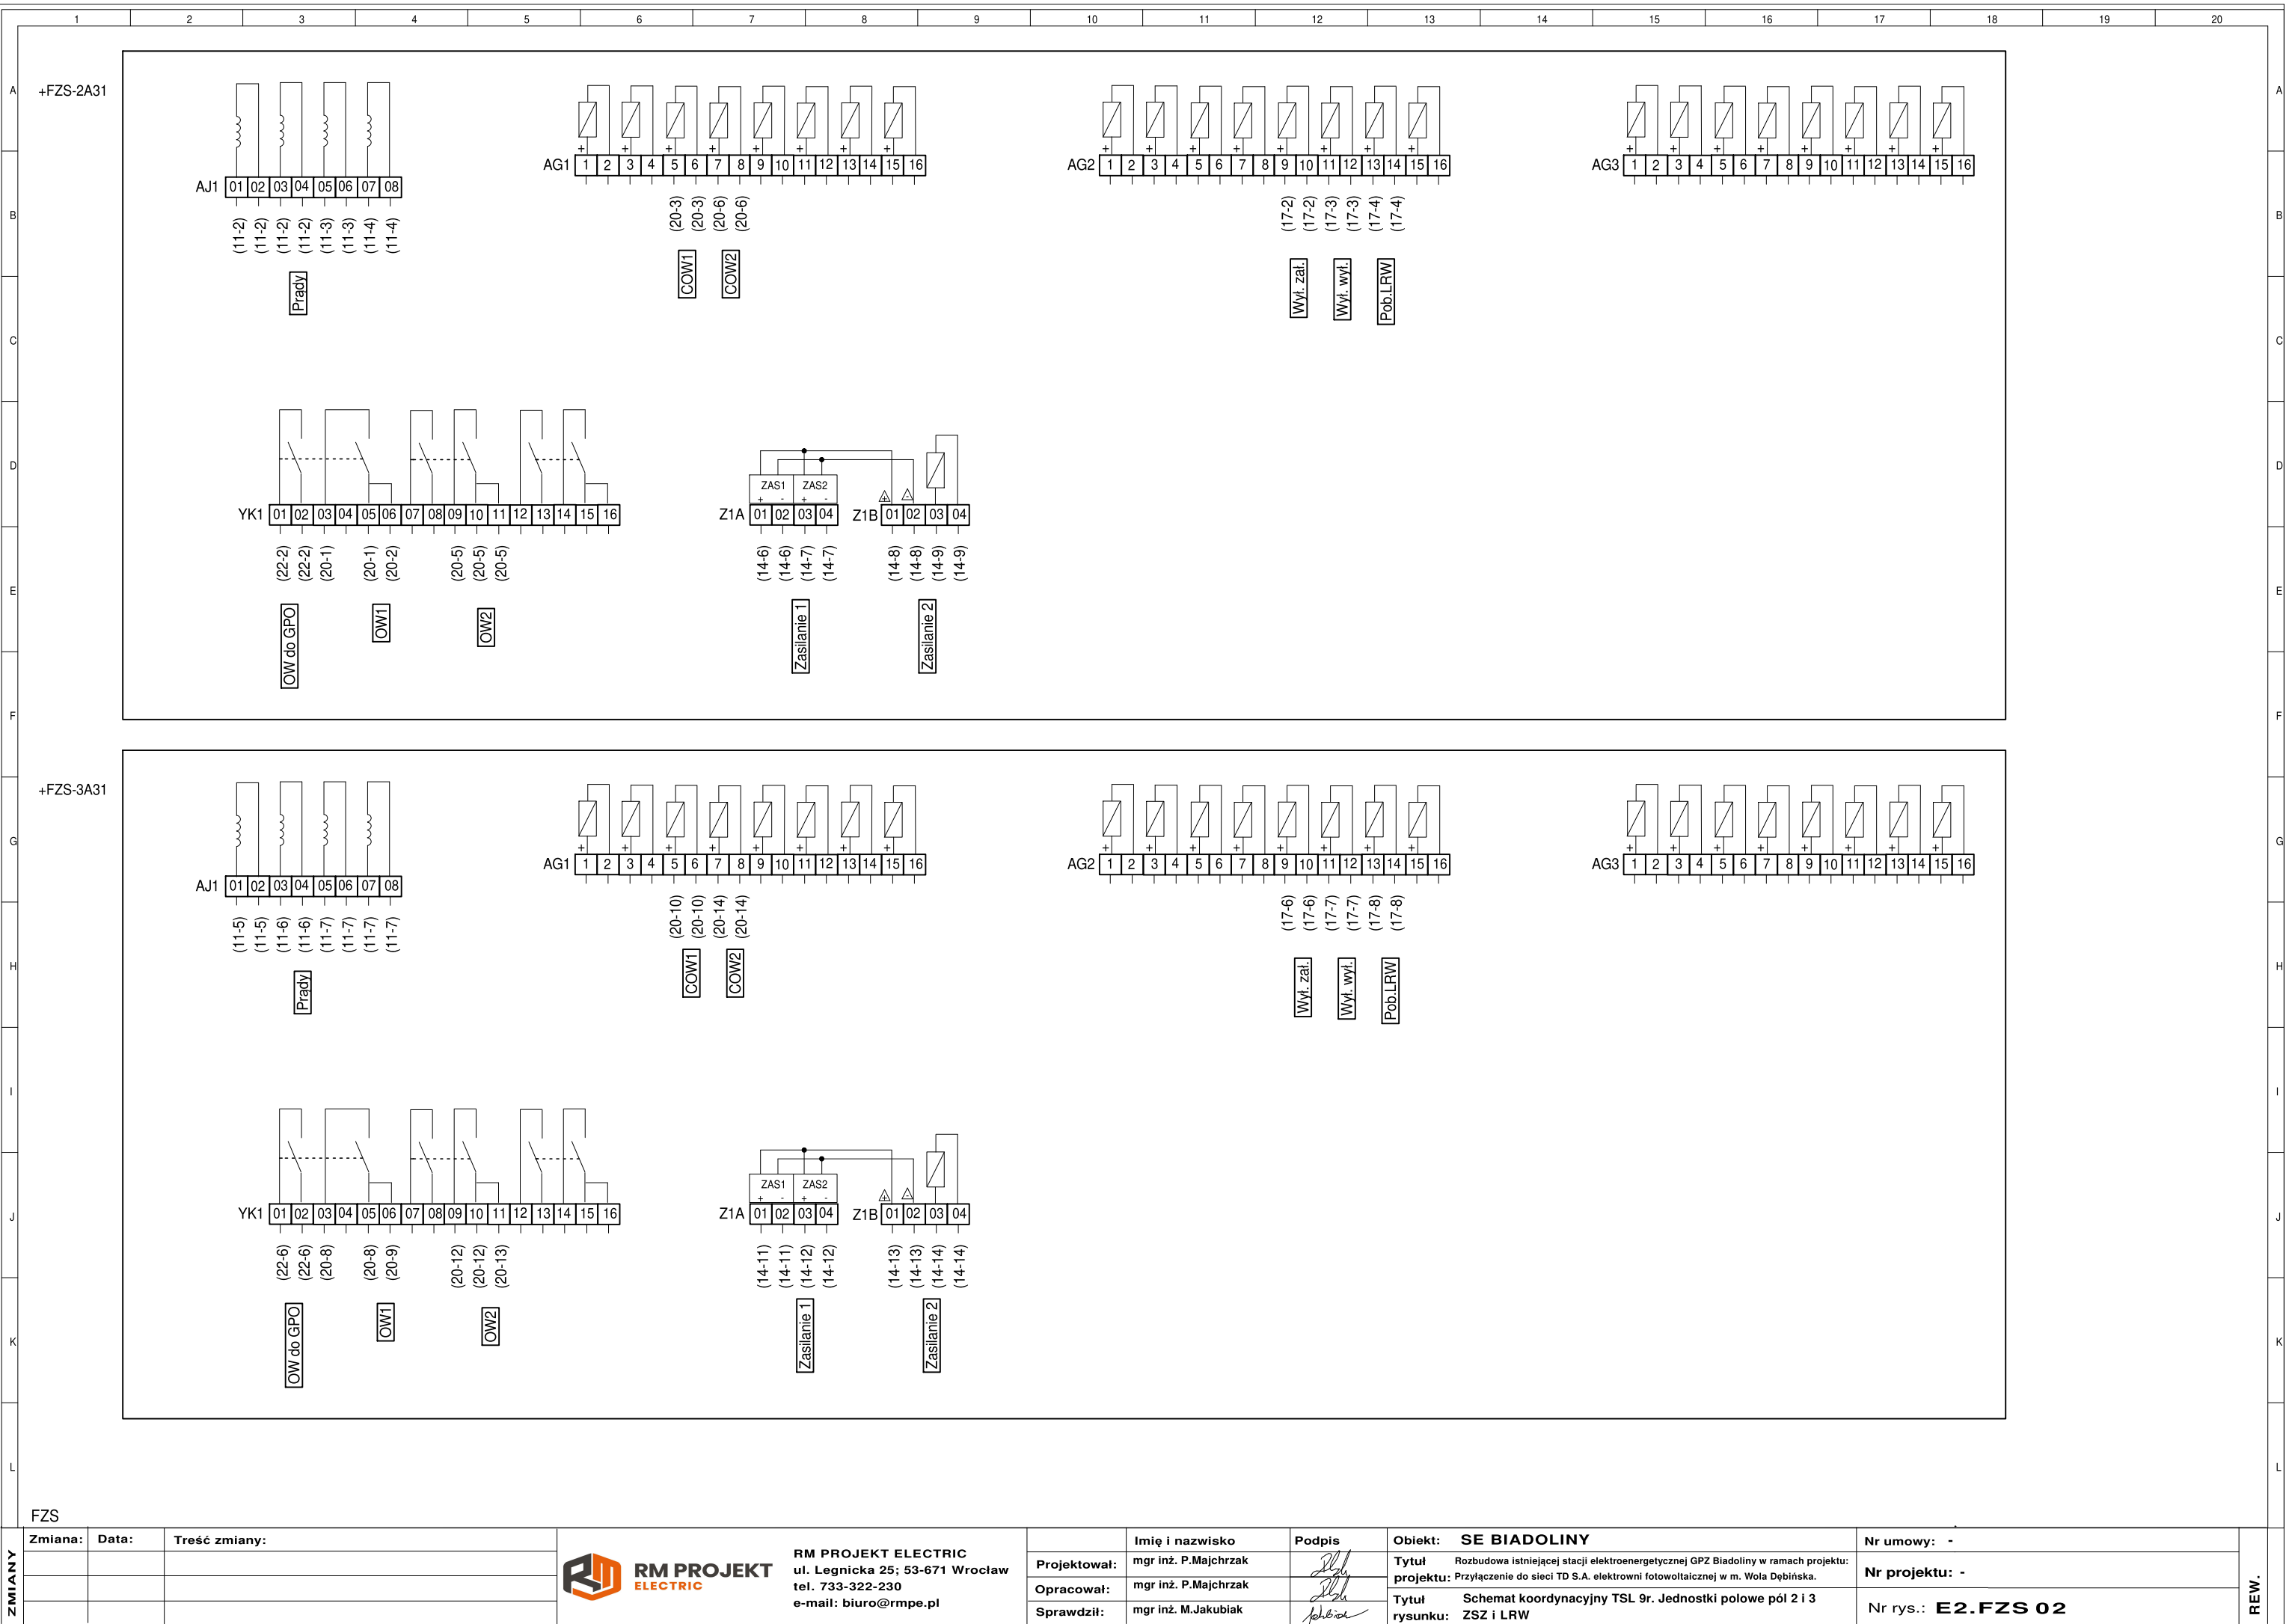 1 2 3 4 5 6 7 8 9 10 11 12 13 14 15 16 17 18 19 20
A A
+FZS-2A31
+ + + + + + + +
+ + + + + + + +
+ + + + + + + +
AG1 1 2 3 4 5 6 7 8 9 10 11 12 13 14 15 16
AG2 1 2 3 4 5 6 7 8 9 10 11 12 13 14 15 16
AG3 1 2 3 4 5 6 7 8 9 10 11 12 13 14 15 16
AJ1 01 02 03 04 05 06 07 08
B B
(11-2) (11-2) (11-2) (11-2) (11-3) (11-3) (11-4) (11-4)
(20-3) (20-3) (20-6) (20-6)
(17-2) (17-2) (17-3) (17-3) (17-4) (17-4)
Prądy
COW1 COW2
Wył. zał. Wył. wył. Pob.LRW
C C
D D
ZAS1 ZAS2
+ - + - + -
YK1 01 02 03 04 05 06 07 08 09 10 11 12 13 14 15 16
Z1A 01 02 03 04
Z1B 01 02 03 04
(22-2) (22-2) (20-1) (20-1) (20-2) (20-5) (20-5) (20-5)
(14-6) (14-6) (14-7) (14-7)
(14-8) (14-8) (14-9) (14-9)
E E
OW do GPO OW1 OW2
Zasilanie 1 Zasilanie 2
F F
+FZS-3A31
G G
+ + + + + + + +
+ + + + + + + +
+ + + + + + + +
AG1 1 2 3 4 5 6 7 8 9 10 11 12 13 14 15 16
AG2 1 2 3 4 5 6 7 8 9 10 11 12 13 14 15 16
AG3 1 2 3 4 5 6 7 8 9 10 11 12 13 14 15 16
AJ1 01 02 03 04 05 06 07 08
(11-5) (11-5) (11-6) (11-6) (11-7) (11-7) (11-7) (11-7)
(20-10) (20-10) (20-14) (20-14)
(17-6) (17-6) (17-7) (17-7) (17-8) (17-8)
H H
Prądy
COW1 COW2
Wył. zał. Wył. wył. Pob.LRW
I I
ZAS1 ZAS2
+ - + - + -
J J
YK1 01 02 03 04 05 06 07 08 09 10 11 12 13 14 15 16
Z1A 01 02 03 04
Z1B 01 02 03 04
(22-6) (22-6) (20-8) (20-8) (20-9) (20-12) (20-12) (20-13)
(14-11) (14-11) (14-12) (14-12)
(14-13) (14-13) (14-14) (14-14)
K K
OW do GPO OW1 OW2
Zasilanie 1 Zasilanie 2
L L
FZS
ZMIANY
Zmiana: Data: Treść zmiany:
RM PROJEKT
ELECTRIC
RM PROJEKT ELECTRIC
ul. Legnicka 25; 53-671 Wrocław
tel. 733-322-230
e-mail: biuro@rmpe.pl
Imię i nazwisko Podpis
Projektował: mgr inż. P.Majchrzak
Opracował: mgr inż. P.Majchrzak
Sprawdził: mgr inż. M.Jakubiak
Obiekt: SE BIADOLINY
Tytuł projektu: Rozbudowa istniejącej stacji elektroenergetycznej GPZ Biadoliny w ramach projektu:
Przyłączenie do sieci TD S.A. elektrowni fotowoltaicznej w m. Wola Dębińska.
Tytuł rysunku: Schemat koordynacyjny TSL 9r. Jednostki polowe pól 2 i 3
ZSZ i LRW
Nr umowy: -
Nr projektu: -
Nr rys.: E2.FZS 02
REW.